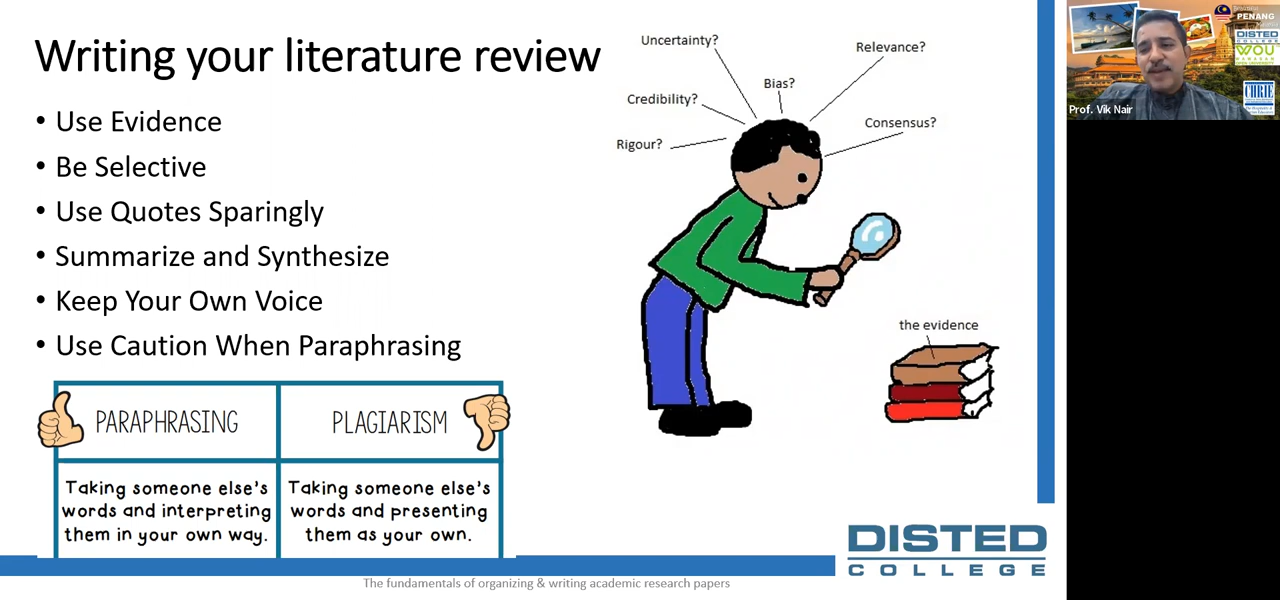 Writing your literature review
• Use Evidence
• Be Selective
• Use Quotes Sparingly
• Summarize and Synthesize
• Keep Your Own Voice
• Use Caution When Paraphrasing
PARAPHRASING
PLAGIARISM
Taking someone else's
words and interpreting
them in your own way.
Taking someone else's
words and presenting
them as your own.
Uncertainty?
Relevance?
Bias?
Credibility?
Consensus?
Rigour?
the evidence
DISTED
COLLEGE
The fundamentals of organizing & writing academic research papers
PENANG
DISTED
COLLEGE
WOU
CHRIE
Prof. Vik Nair